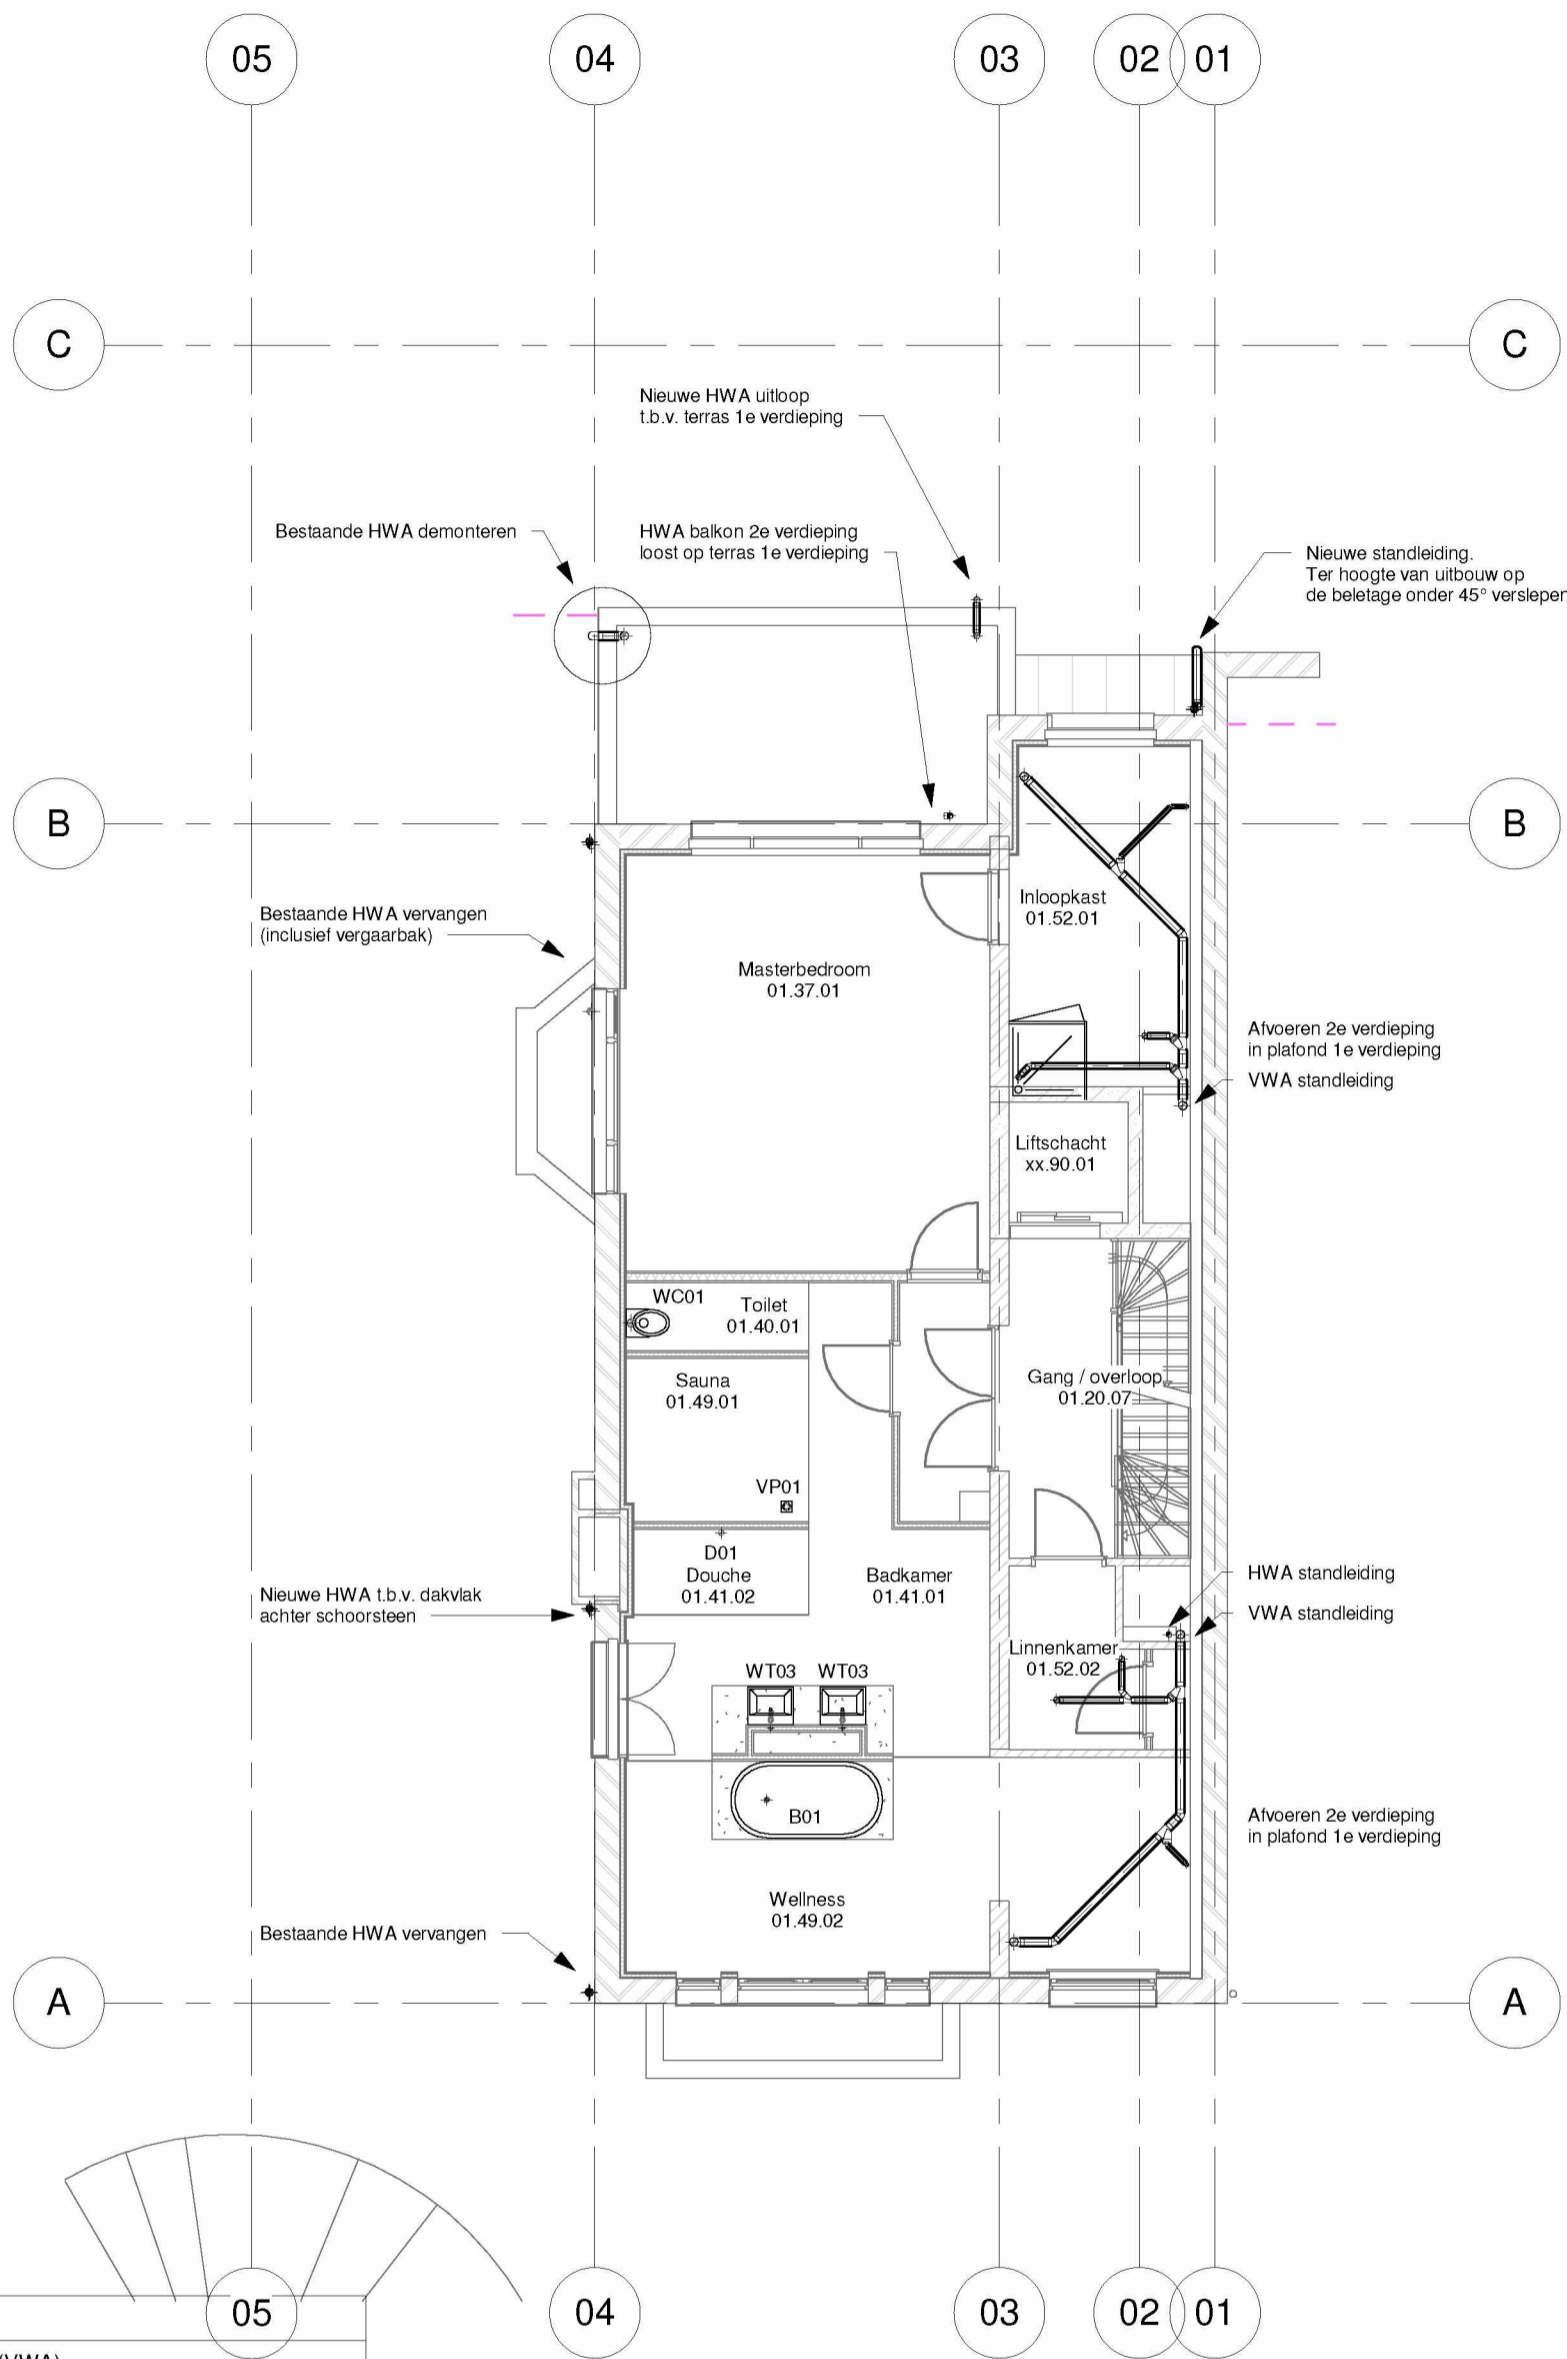 05
04
03
02
01
C
C
Nieuwe HWA uitloop
t.b.v. terras 1e verdieping
Bestaande HWA demonteren
HWA balkon 2e verdieping
loost op terras 1e verdieping
Nieuwe standleiding.
Ter hoogte van uitbouw op
de beletage onder 45° verslepen
B
B
Bestaande HWA vervangen
(inclusief vergaarbak)
Inloopkast
01.52.01
Masterbedroom
01.37.01
Afvoeren 2e verdieping
in plafond 1e verdieping
VWA standleiding
Liftschacht
xx.90.01
WC01
Toilet
01.40.01
Sauna
01.49.01
Gang / overloop
01.20.07
VP01
D01
Douche
01.41.02
Badkamer
01.41.01
Nieuwe HWA t.b.v. dakvlak
achter schoorsteen
HWA standleiding
VWA standleiding
Linnenkamer
01.52.02
WT03
WT03
B01
Afvoeren 2e verdieping
in plafond 1e verdieping
Wellness
01.49.02
Bestaande HWA vervangen
A
A
05
04
03
02
01
(VWA)